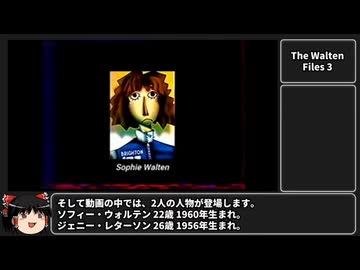 The Walten
Files 3
BRIGHTON
Sophie Walten
そして動画の中では、2人の人物が登場します。
ソフィー・ウォルテン 22歳 1960年生まれ。
ジェニー・レターソン 26歳 1956年生まれ。